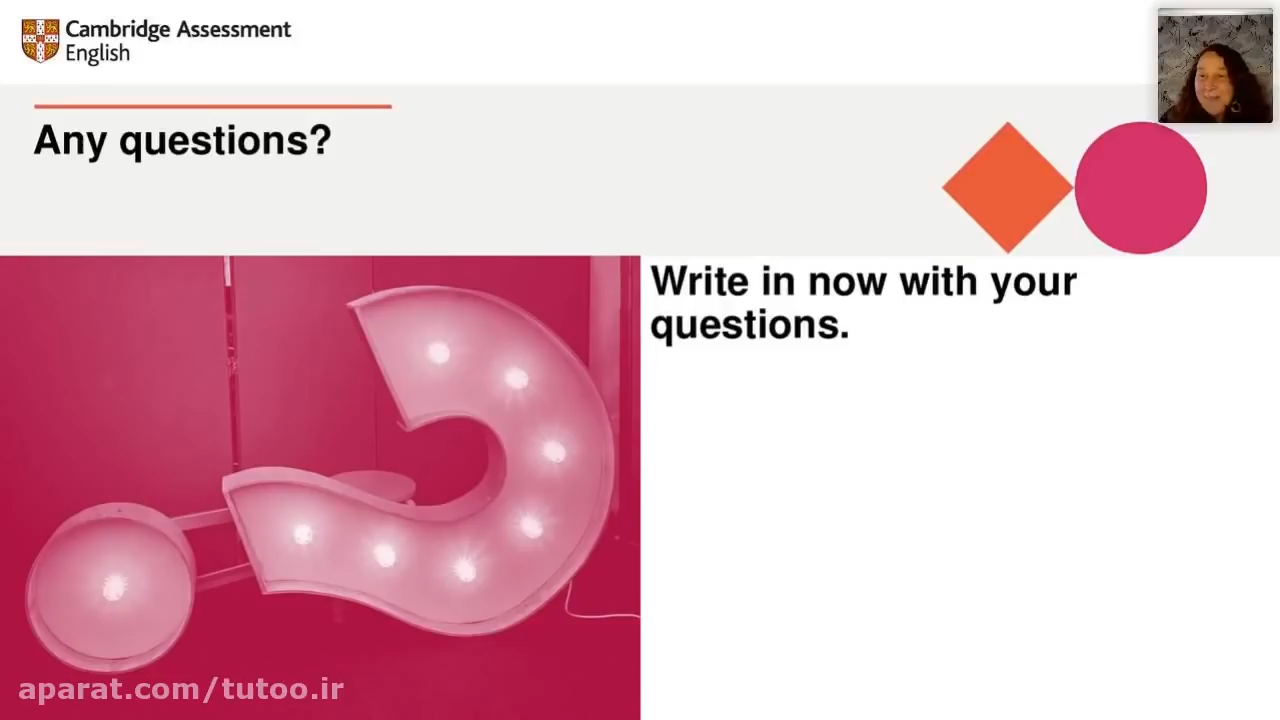 Cambridge Assessment
English
Any questions?
Write in now with your
questions.
aparat.com/tutoo.ir